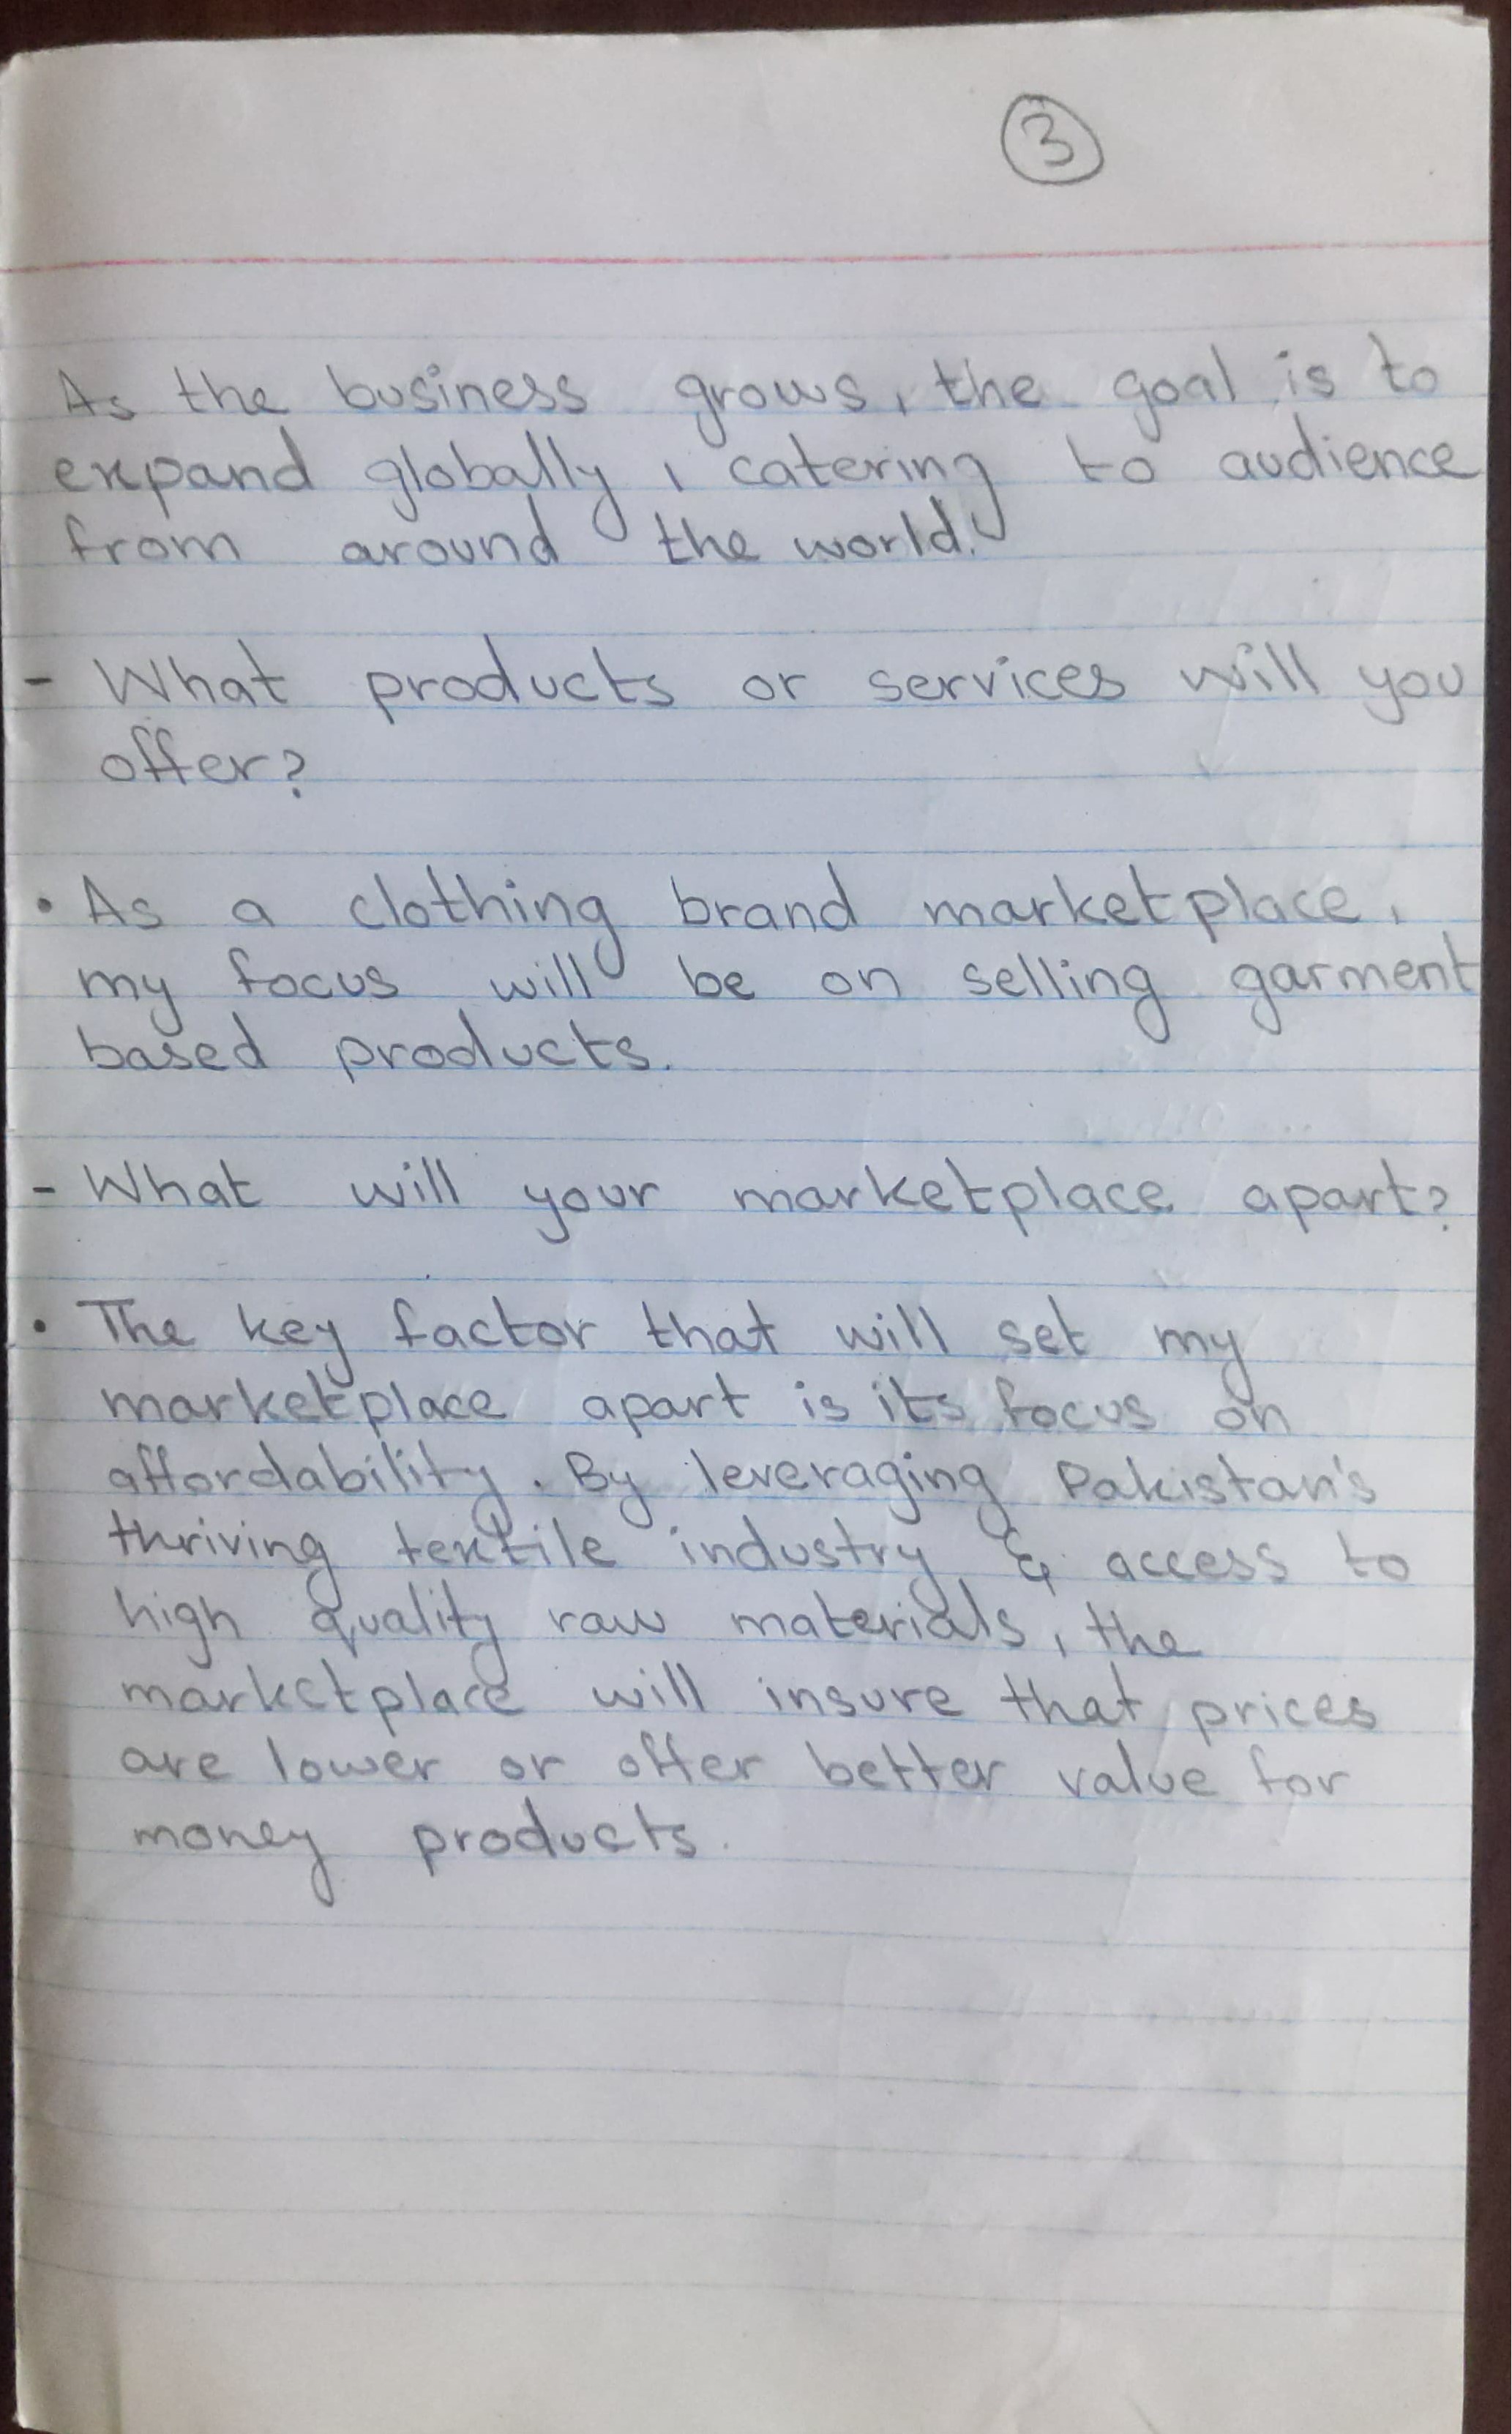 3
As the business grows, the goal is to
expand globally, catering to audience
from around the world.
- What products or services will you
offer?
• As a clothing brand marketplace,
my focus will be on selling garment
based products.
- What will your marketplace apart?
• The key factor that will set my
marketplace apart is its focus on
affordability. By leveraging Pakistan's
thriving textile industry & access to
high quality raw materials, the
marketplace will insure that prices
are lower or offer better value for
money products.